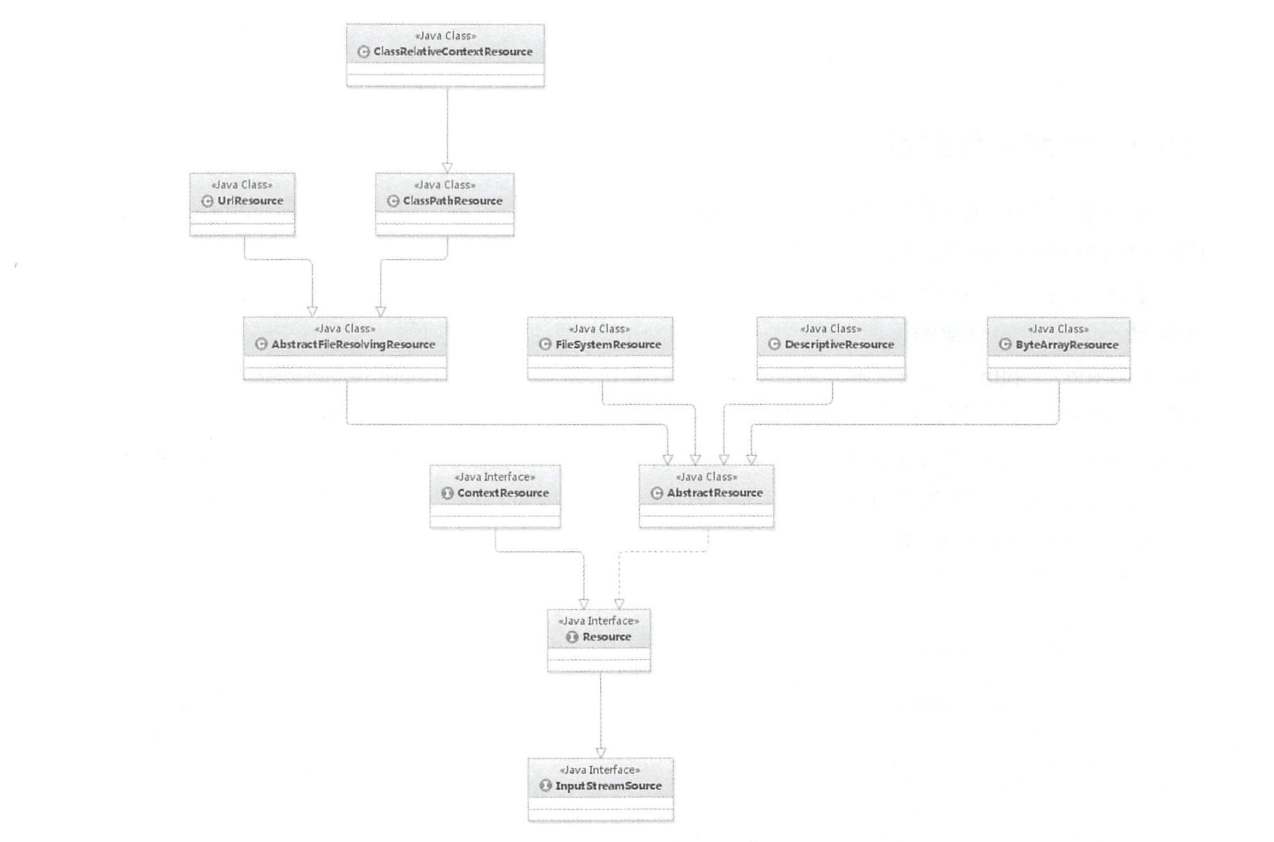 «Java Class»
ClassRelativeContextResource
«Java Class»
UrlResource
«Java Class»
ClassPathResource
«Java Class»
AbstractFileResolvingResource
«Java Class»
FileSystemResource
«Java Class»
DescriptiveResource
«Java Class»
ByteArrayResource
«Java Interface»
ContextResource
«Java Class»
AbstractResource
«Java Interface»
Resource
«Java Interface»
InputStreamSource